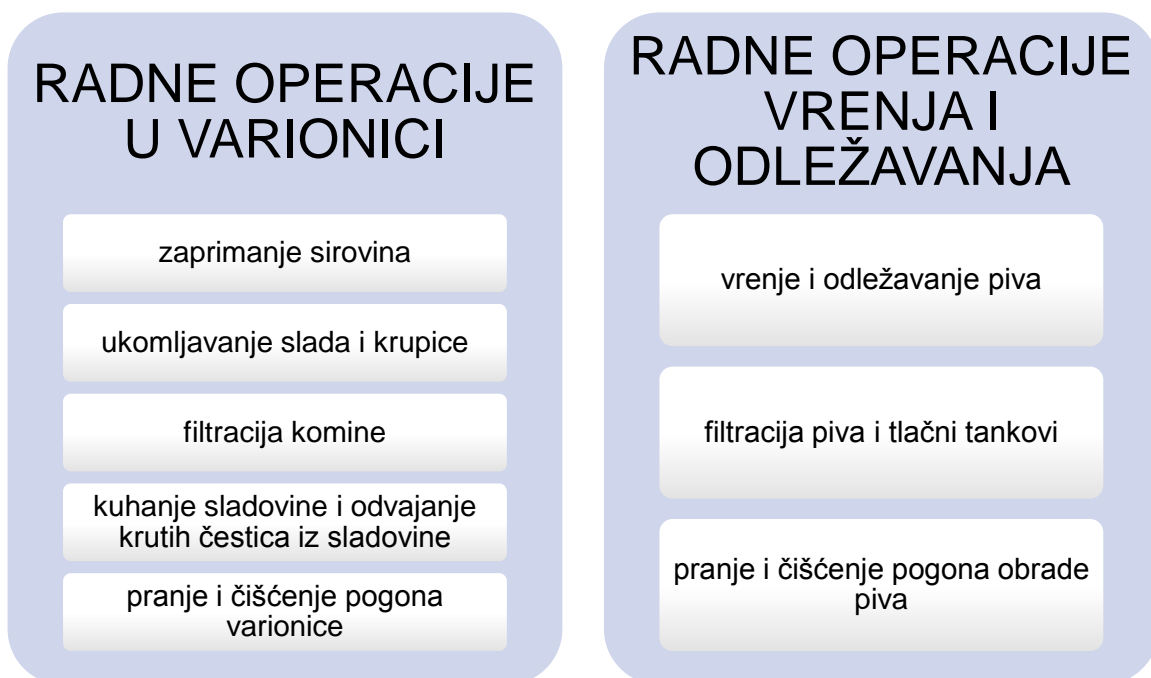 RADNE OPERACIJE
U VARIONICI
zaprimanje sirovina
ukomljavanje slada i krupice
filtracija komine
kuhanje sladovine i odvajanje
krutih čestica iz sladovine
pranje i čišćenje pogona
varionice
RADNE OPERACIJE
VRENJA I
ODLEŽAVANJA
vrenje i odležavanje piva
filtracija piva i tlačni tankovi
pranje i čišćenje pogona obrade
piva